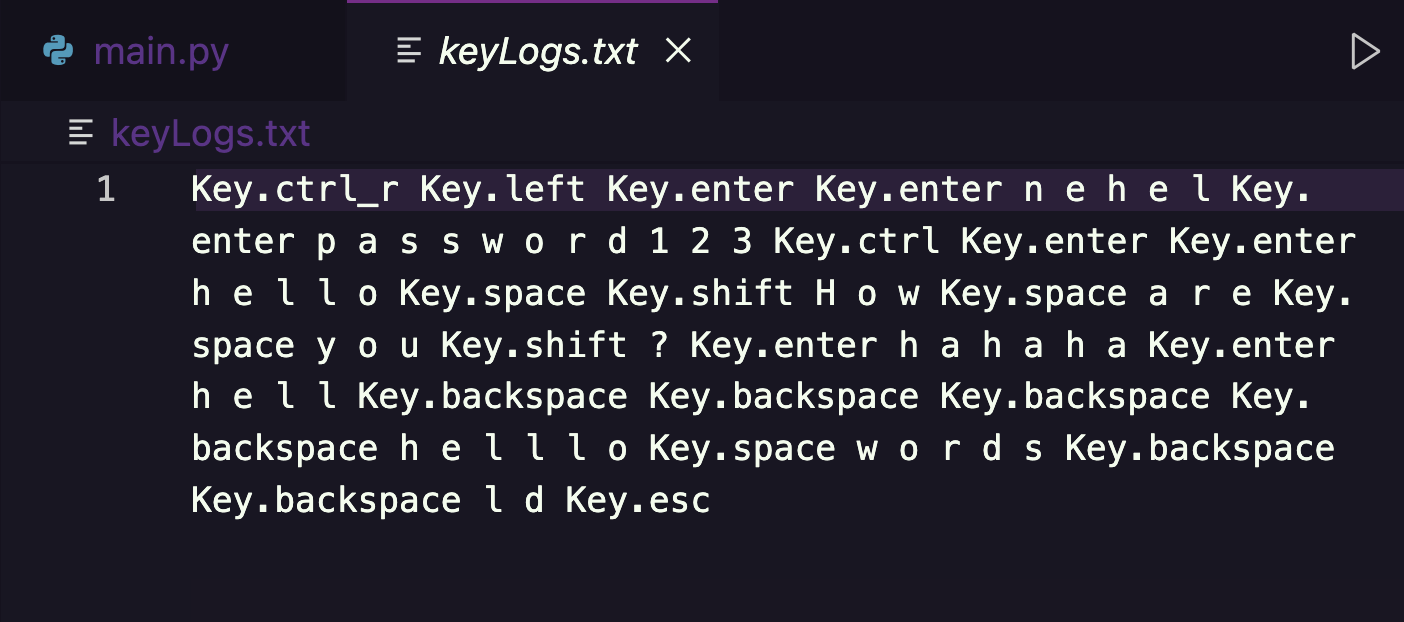 main.py
keyLogs.txt
keyLogs.txt
1
Key.ctrl_r Key.left Key.enter Key.enter n e h e l Key.
enter p a s s w o r d 1 2 3 Key.ctrl Key.enter Key.enter
h e l l o Key.space Key.shift H o w Key.space a r e Key.
space y o u Key.shift ? Key.enter h a h a h a Key.enter
h e l l Key.backspace Key.backspace Key.backspace Key.
backspace h e l l l o Key.space w o r d s Key.backspace
Key.backspace l d Key.esc